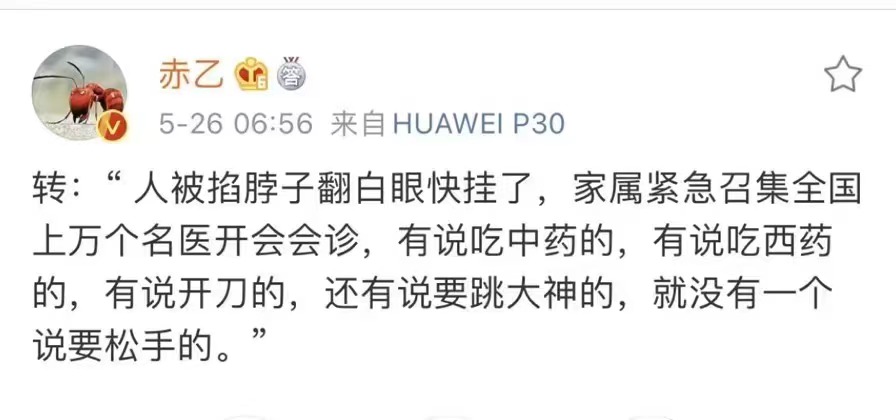 赤乙
5-26 06:56 来自 HUAWEI P30
转：“ 人被掐脖子翻白眼快挂了，家属紧急召集全国
上万个名医开会会诊，有说吃中药的，有说吃西药
的，有说开刀的，还有说要跳大神的，就没有一个
说要松手的。”